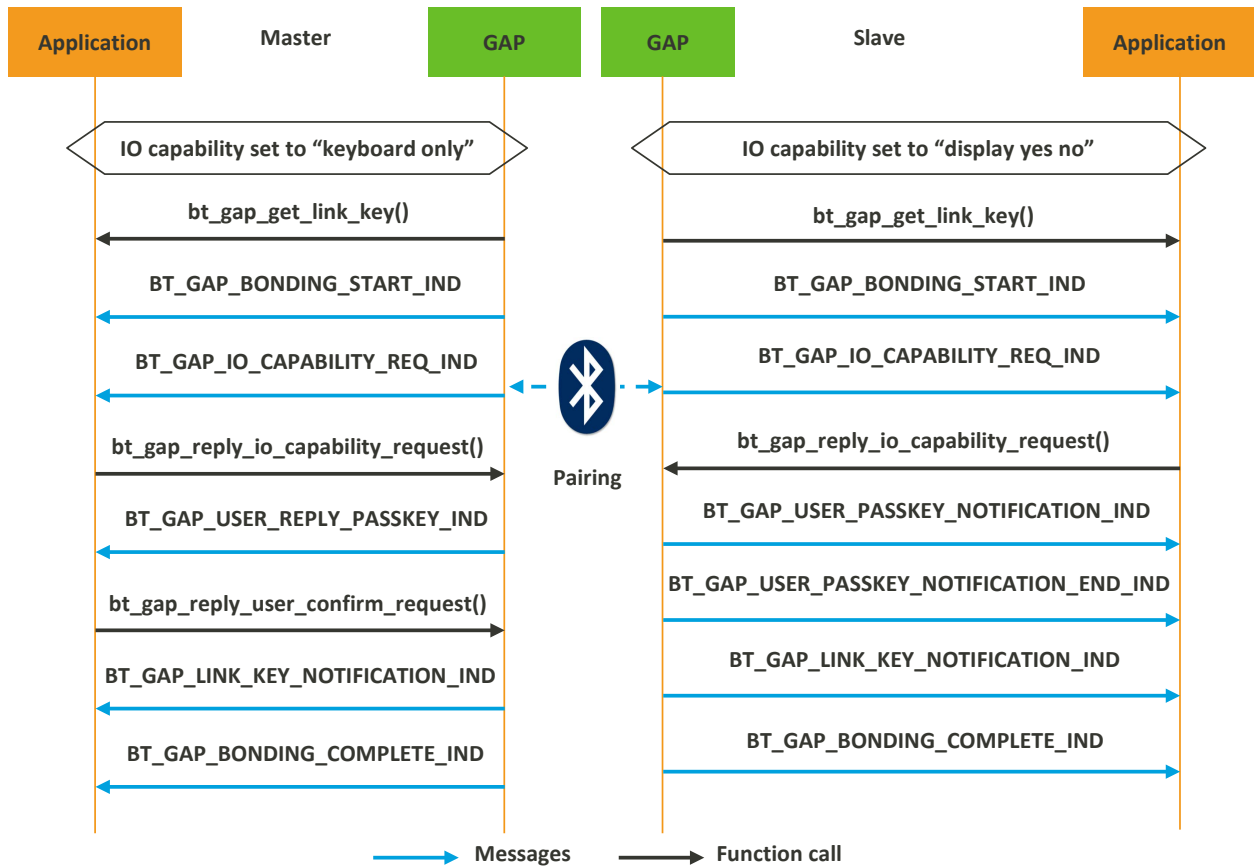 Application
Master
GAP
GAP
Slave
Application
IO capability set to “keyboard only”
IO capability set to “display yes no”
bt_gap_get_link_key()
bt_gap_get_link_key()
BT_GAP_BONDING_START_IND
BT_GAP_BONDING_START_IND
BT_GAP_IO_CAPABILITY_REQ_IND
BT_GAP_IO_CAPABILITY_REQ_IND
bt_gap_reply_io_capability_request()
bt_gap_reply_io_capability_request()
Pairing
BT_GAP_USER_REPLY_PASSKEY_IND
BT_GAP_USER_PASSKEY_NOTIFICATION_IND
BT_GAP_USER_PASSKEY_NOTIFICATION_END_IND
bt_gap_reply_user_confirm_request()
BT_GAP_LINK_KEY_NOTIFICATION_IND
BT_GAP_LINK_KEY_NOTIFICATION_IND
BT_GAP_BONDING_COMPLETE_IND
BT_GAP_BONDING_COMPLETE_IND
Messages
Function call